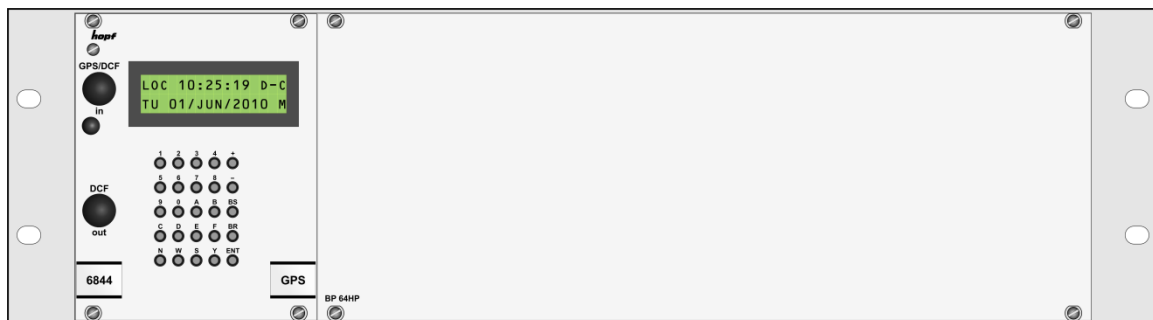 hopf
GPS/DCF
in
LOC 10:25:19 D-C
TU 01/JUN/2010 M
1 2 3 4 +
5 6 7 8 −
9 0 A B BS
C D E F BR
N W S Y ENT
DCF
out
6844
GPS
BP 64HP